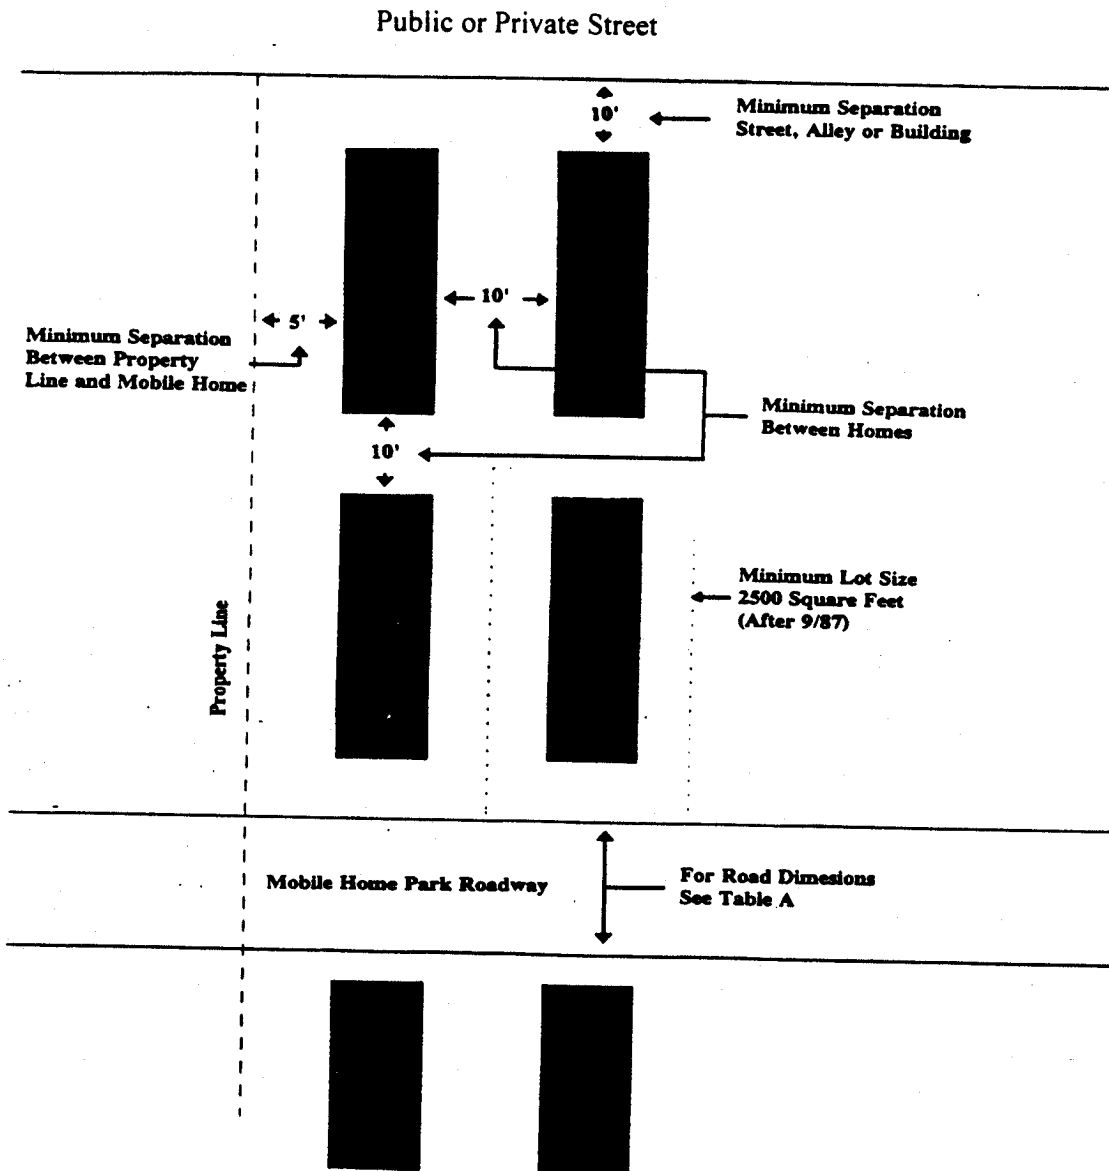 Public or Private Street
10'
Minimum Separation
Street, Alley or Building
10'
5'
Minimum Separation
Between Property
Line and Mobile Home
Minimum Separation
Between Homes
10'
Minimum Lot Size
2500 Square Feet
(After 9/87)
Property Line
Mobile Home Park Roadway
For Road Dimesions
See Table A